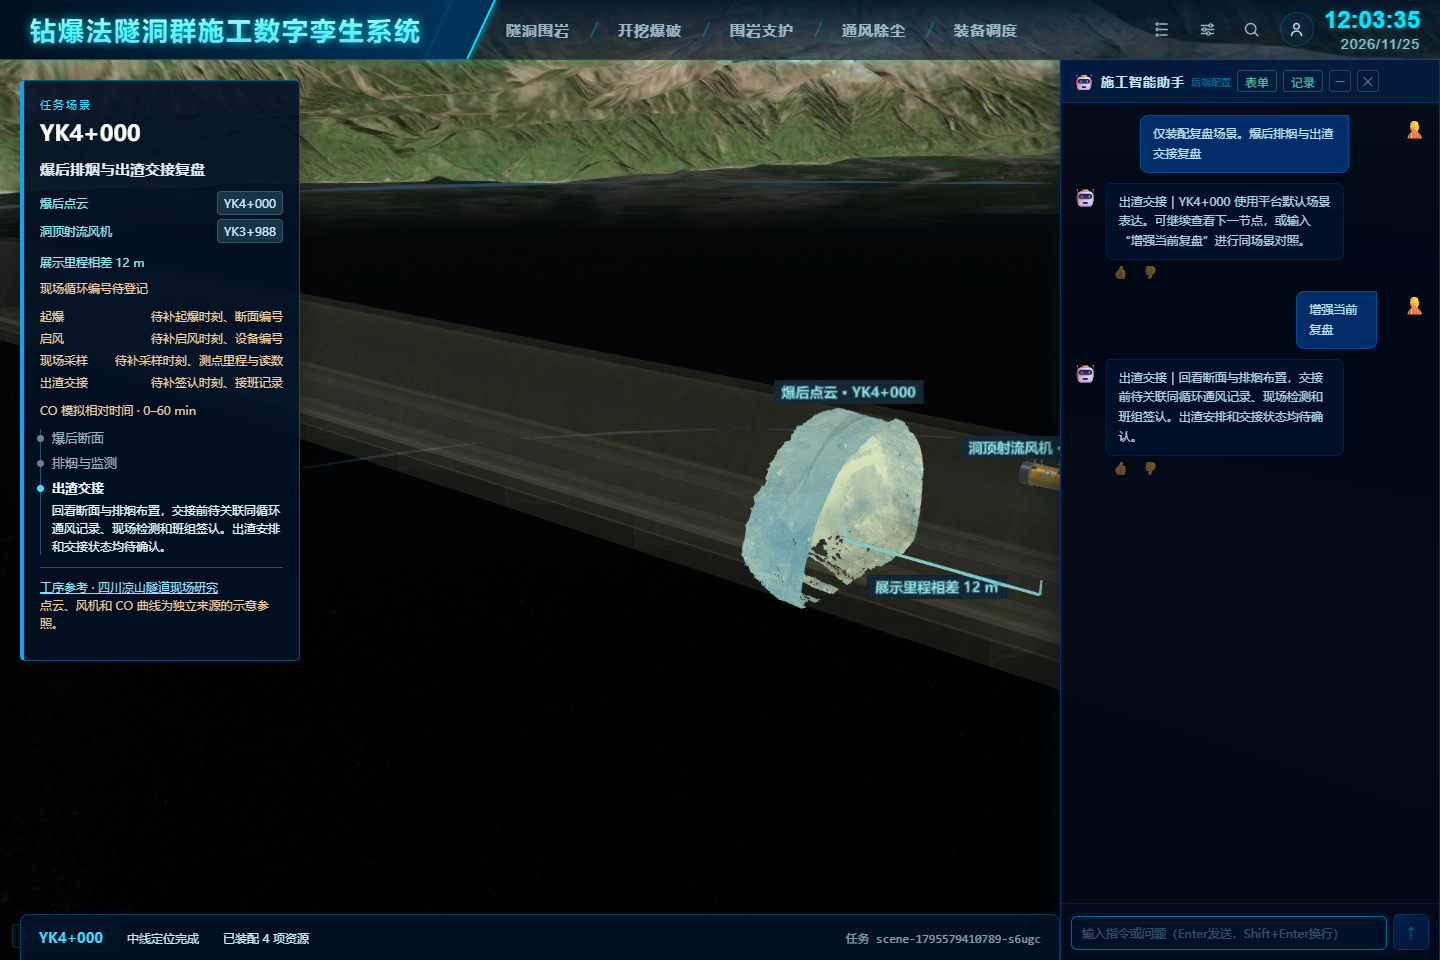 钻爆法隧洞群施工数字孪生系统
隧洞围岩 / 开挖爆破 / 围岩支护 / 通风除尘 / 装备调度
12:03:35
2026/11/25
任务场景
YK4+000
爆后排烟与出渣交接复盘
爆后点云 YK4+000
洞顶射流风机 YK3+988
展示里程相差 12 m
现场循环编号待登记
起爆 待补起爆时刻、断面编号
启风 待补启风时刻、设备编号
现场采样 待补采样时刻、测点里程与读数
出渣交接 待补签认时刻、接班记录
CO 模拟相对时间 · 0–60 min
爆后断面
排烟与监测
出渣交接
回看断面与排烟布置，交接前待关联同循环
通风记录、现场检测和班组签认。出渣安排
和交接状态均待确认。
工序参考 · 四川凉山隧道现场研究
点云、风机和 CO 曲线为独立来源的示意参
照。
爆后点云 · YK4+000
洞顶射流风机 ·
展示里程相差 12 m
施工智能助手 后端配置 表单 记录
仅装配复盘场景。爆后排烟与出渣
交接复盘
出渣交接 | YK4+000 使用平台默认场景
表达。可继续查看下一节点，或输入
“增强当前复盘”进行同场景对照。
增强当前
复盘
出渣交接 | 回看断面与排烟布置，交接
前待关联同循环通风记录、现场检测和
班组签认。出渣安排和交接状态均待确
认。
输入指令或问题（Enter发送，Shift+Enter换行）
YK4+000 中线定位完成 已装配 4 项资源 任务 scene-1795579410789-s6ugc